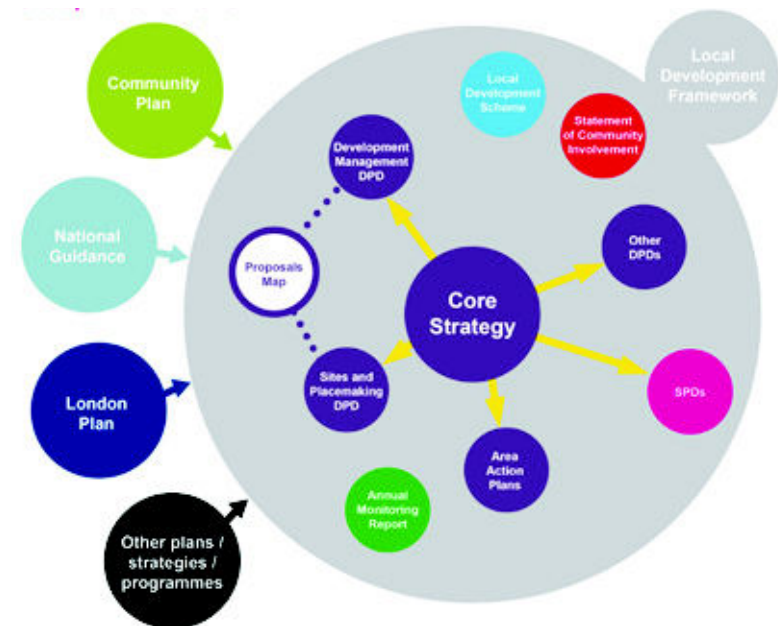 Community
Plan
Local
Development
Framework
Local
Development
Scheme
Statement
of Community
Involvement
Development
Management
DPD
National
Guidance
Other
DPDs
Proposals
Map
Core
Strategy
London
Plan
Sites and
Placemaking
DPD
SPDs
Area
Action
Plans
Annual
Monitoring
Report
Other plans /
strategies /
programmes